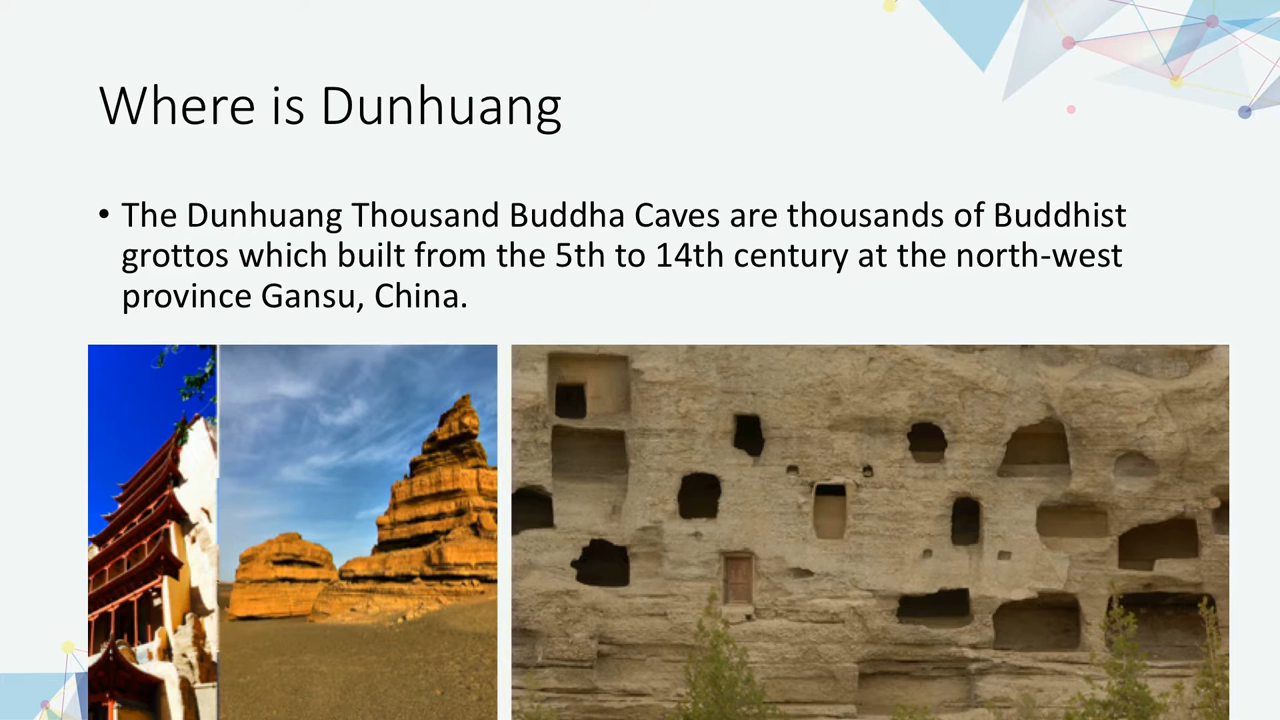 Where is Dunhuang
• The Dunhuang Thousand Buddha Caves are thousands of Buddhist
grottos which built from the 5th to 14th century at the north-west
province Gansu, China.